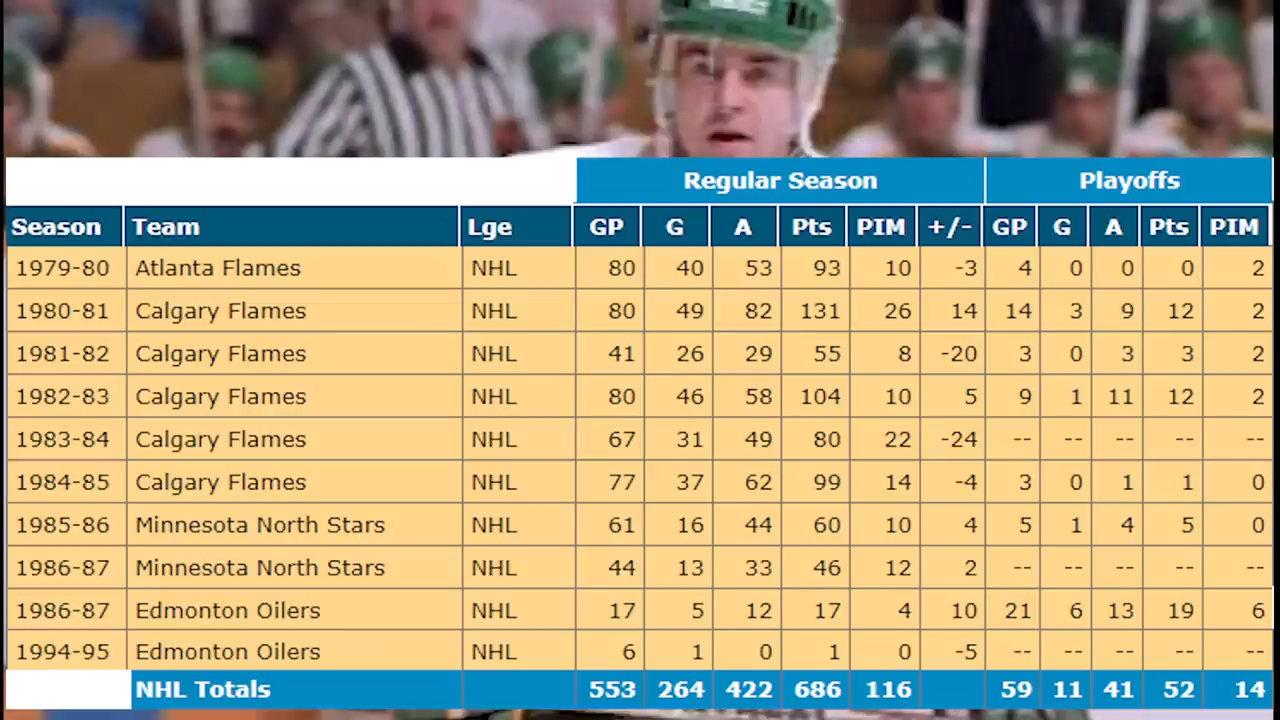 Regular Season Playoffs
Season Team Lge GP G A Pts PIM +/- GP G A Pts PIM
1979-80 Atlanta Flames NHL 80 40 53 93 10 -3 4 0 0 0 2
1980-81 Calgary Flames NHL 80 49 82 131 26 14 14 3 9 12 2
1981-82 Calgary Flames NHL 41 26 29 55 8 -20 3 0 3 3 2
1982-83 Calgary Flames NHL 80 46 58 104 10 5 9 1 11 12 2
1983-84 Calgary Flames NHL 67 31 49 80 22 -24 -- -- -- -- --
1984-85 Calgary Flames NHL 77 37 62 99 14 -4 3 0 1 1 0
1985-86 Minnesota North Stars NHL 61 16 44 60 10 4 5 1 4 5 0
1986-87 Minnesota North Stars NHL 44 13 33 46 12 2 -- -- -- -- --
1986-87 Edmonton Oilers NHL 17 5 12 17 4 10 21 6 13 19 6
1994-95 Edmonton Oilers NHL 6 1 0 1 0 -5 -- -- -- -- --
NHL Totals 553 264 422 686 116 59 11 41 52 14